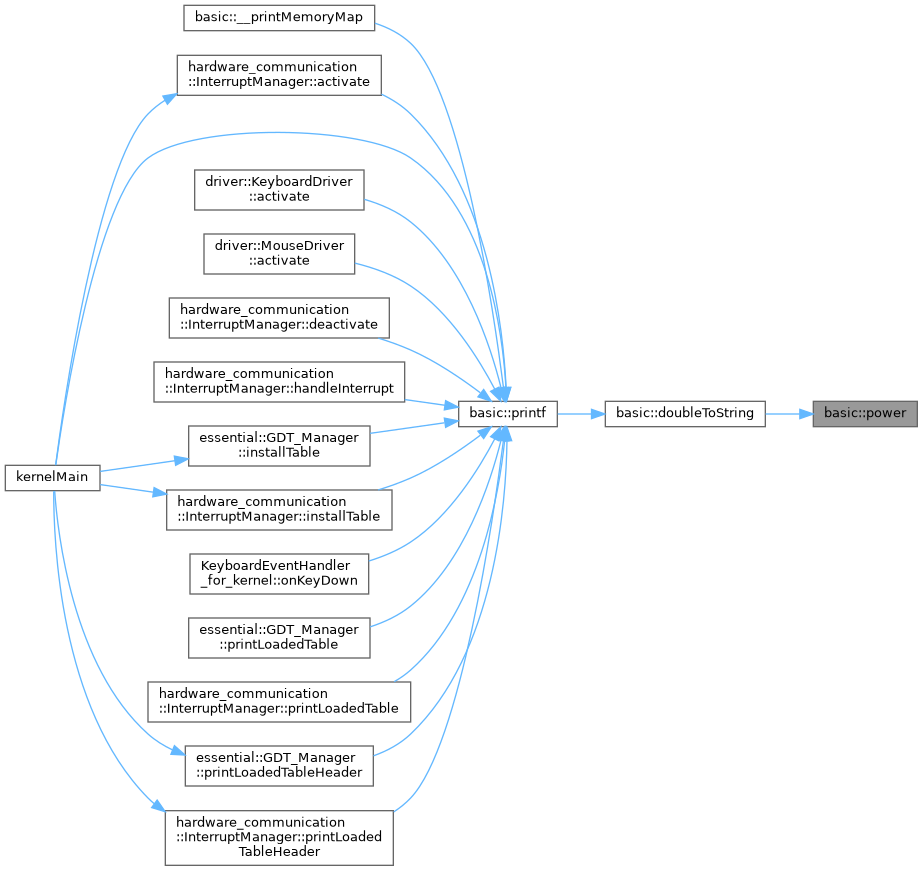 basic::__printMemoryMap
hardware_communication
::InterruptManager::activate
driver::KeyboardDriver
::activate
driver::MouseDriver
::activate
hardware_communication
::InterruptManager::deactivate
hardware_communication
::InterruptManager::handleInterrupt
basic::printf
basic::doubleToString
basic::power
essential::GDT_Manager
::installTable
kernelMain
hardware_communication
::InterruptManager::installTable
KeyboardEventHandler
_for_kernel::onKeyDown
essential::GDT_Manager
::printLoadedTable
hardware_communication
::InterruptManager::printLoadedTable
essential::GDT_Manager
::printLoadedTableHeader
hardware_communication
::InterruptManager::printLoaded
TableHeader